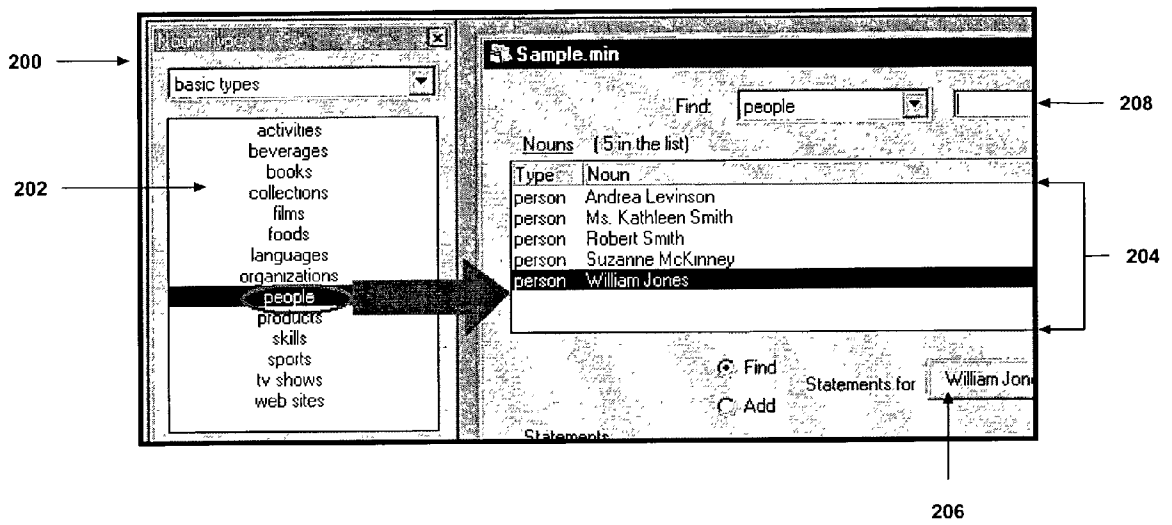 200
basic types
202
activities
beverages
books
collections
films
foods
languages
organizations
people
products
skills
sports
tv shows
web sites
Sample.min
Find: people
208
Nouns ( 5 in the list)
Type Noun
person Andrea Levinson
person Ms. Kathleen Smith
person Robert Smith
person Suzanne McKinney
person William Jones
204
Find
Add
Statements for William Jon
Statements
206